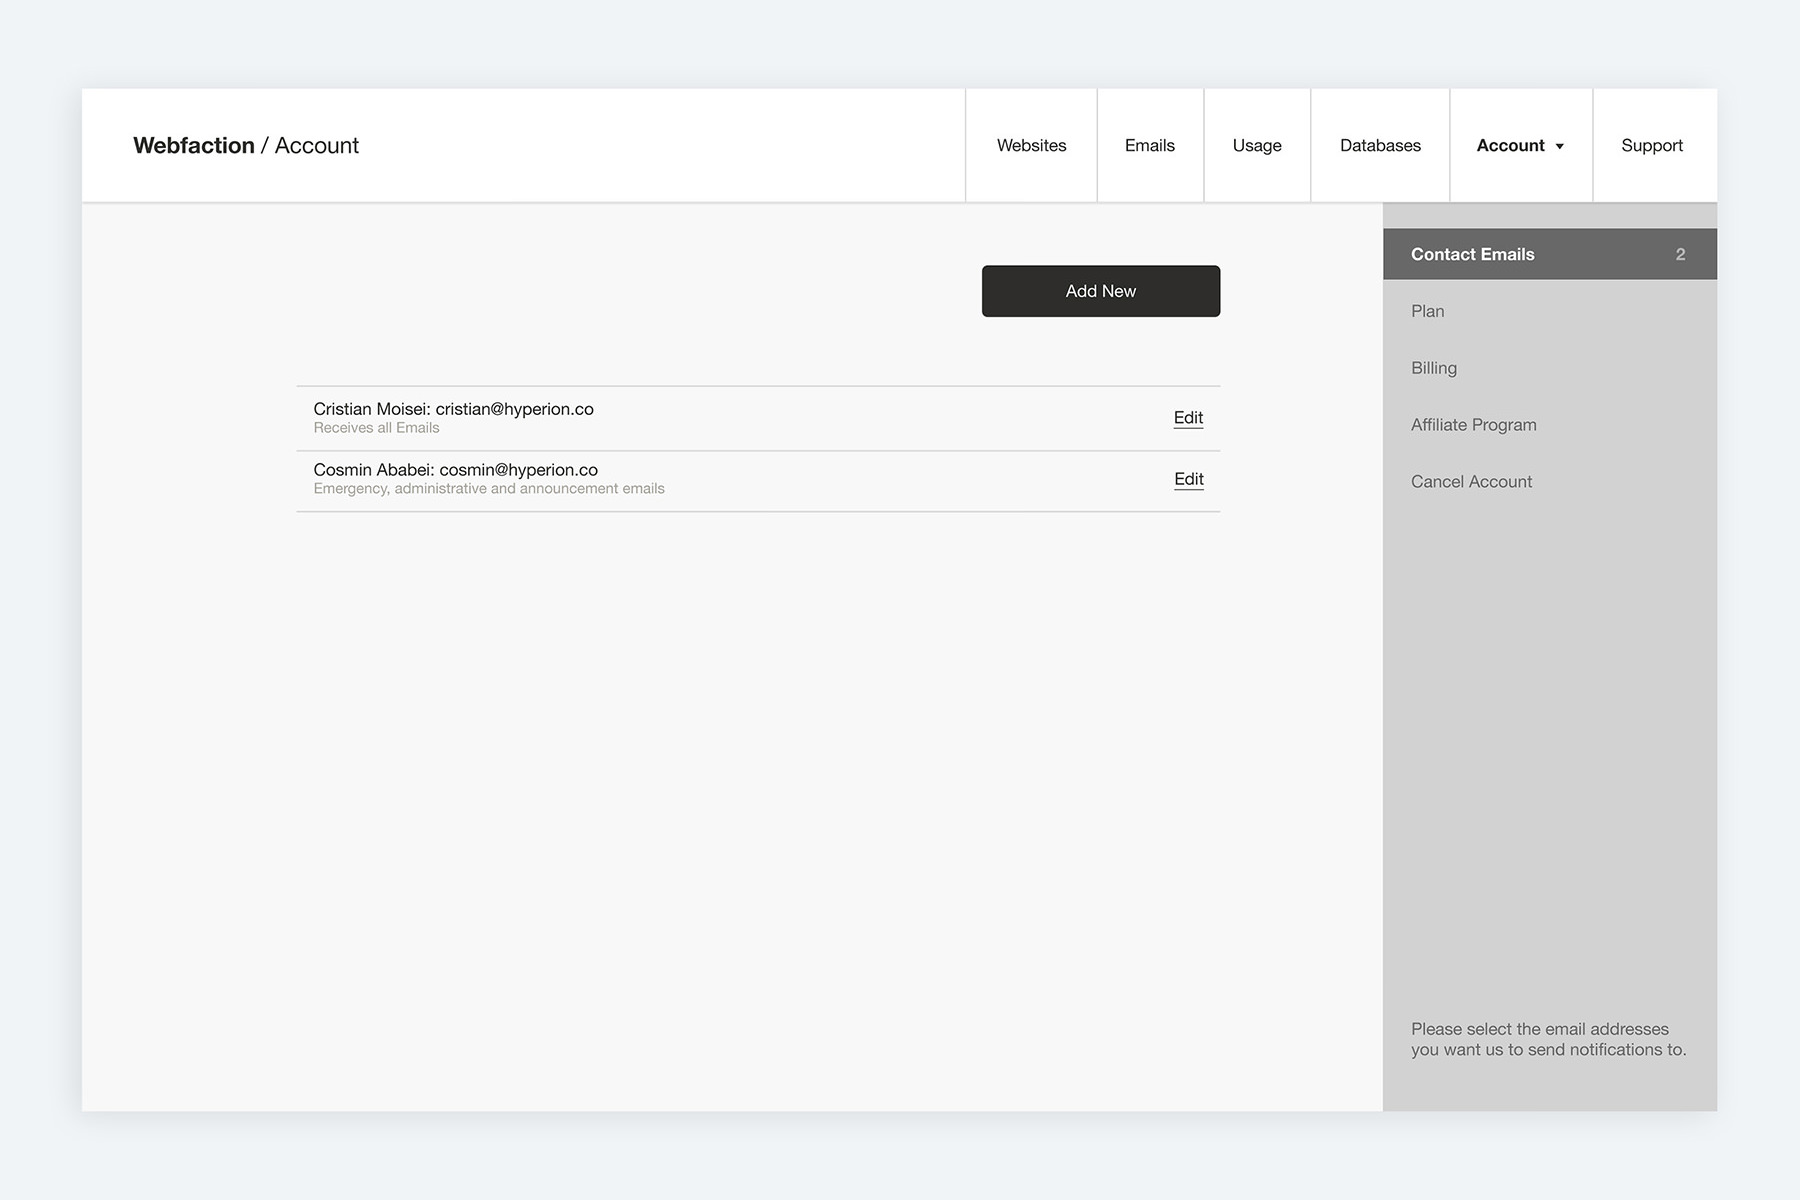 Webfaction / Account
Websites
Emails
Usage
Databases
Account
Support
Add New
Cristian Moisei: cristian@hyperion.co
Receives all Emails
Edit
Cosmin Ababei: cosmin@hyperion.co
Emergency, administrative and announcement emails
Edit
Contact Emails 2
Plan
Billing
Affiliate Program
Cancel Account
Please select the email addresses
you want us to send notifications to.